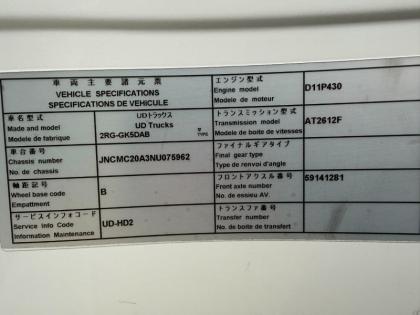 車両主要諸元票
VEHICLE SPECIFICATIONS
SPECIFICATIONS DE VEHICULE
車名型式
Made and model
Modele de fabrique
UDトラックス
UD Trucks
2RG-GK5DAB
型
TYPE
車台番号
Chassis number
No. de chassis
JNCMC20A3NU075962
軸距記号
Wheel base code
Empattment
B
サービスインフォコード
Service Info Code
Information Maintenance
UD-HD2
エンジン型式
Engine model
Modele de moteur
D11P430
トランスミッション型式
Transmission model
Modele de boite de vitesses
AT2612F
ファイナルギアタイプ
Final gear type
Type de renvoi d'angle
フロントアクスル番号
Front axle number
No. de essieu AV.
59141281
トランスファ番号
Transfer number
No. de boite de transfert